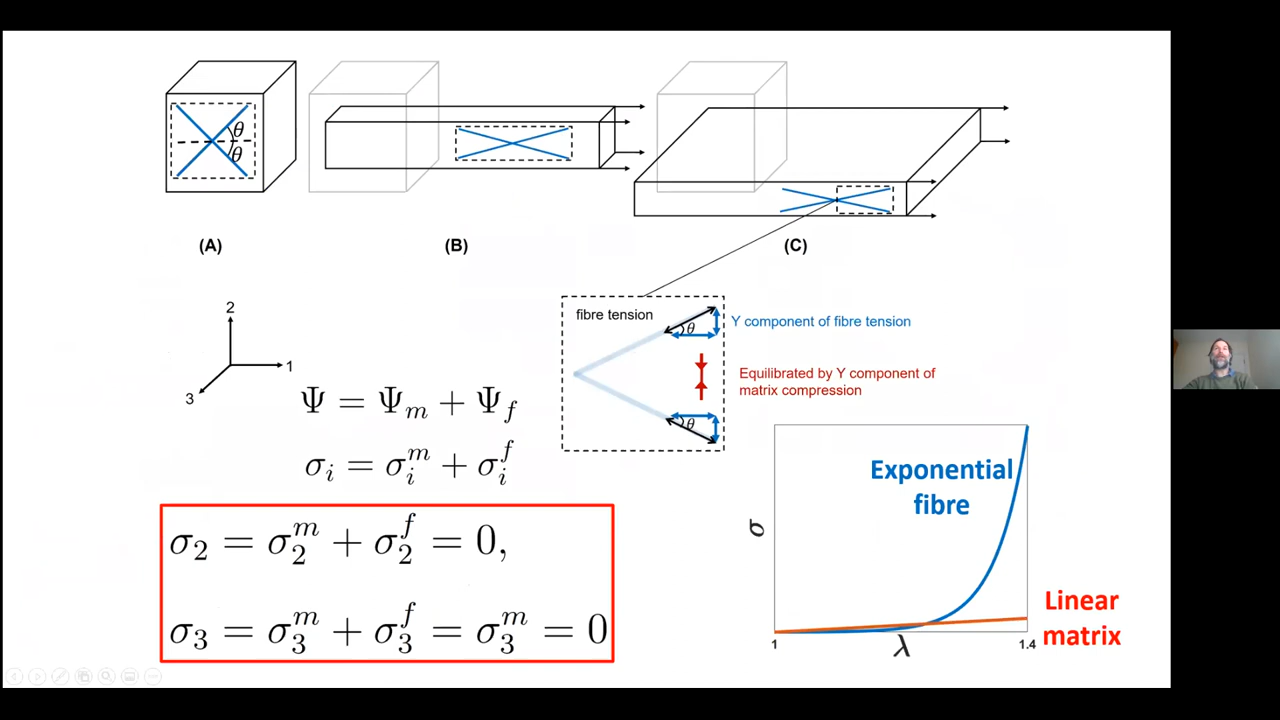 θ
θ
(A)
(B)
(C)
2
1
3
fibre tension
θ
Y component of fibre tension
Equilibrated by Y component of
matrix compression
θ
Ψ = Ψ_m + Ψ_f
σ_i = σ_i^m + σ_i^f
σ_2 = σ_2^m + σ_2^f = 0,
σ_3 = σ_3^m + σ_3^f = σ_3^m = 0
Exponential
fibre
σ
Linear
matrix
1
λ
1.4